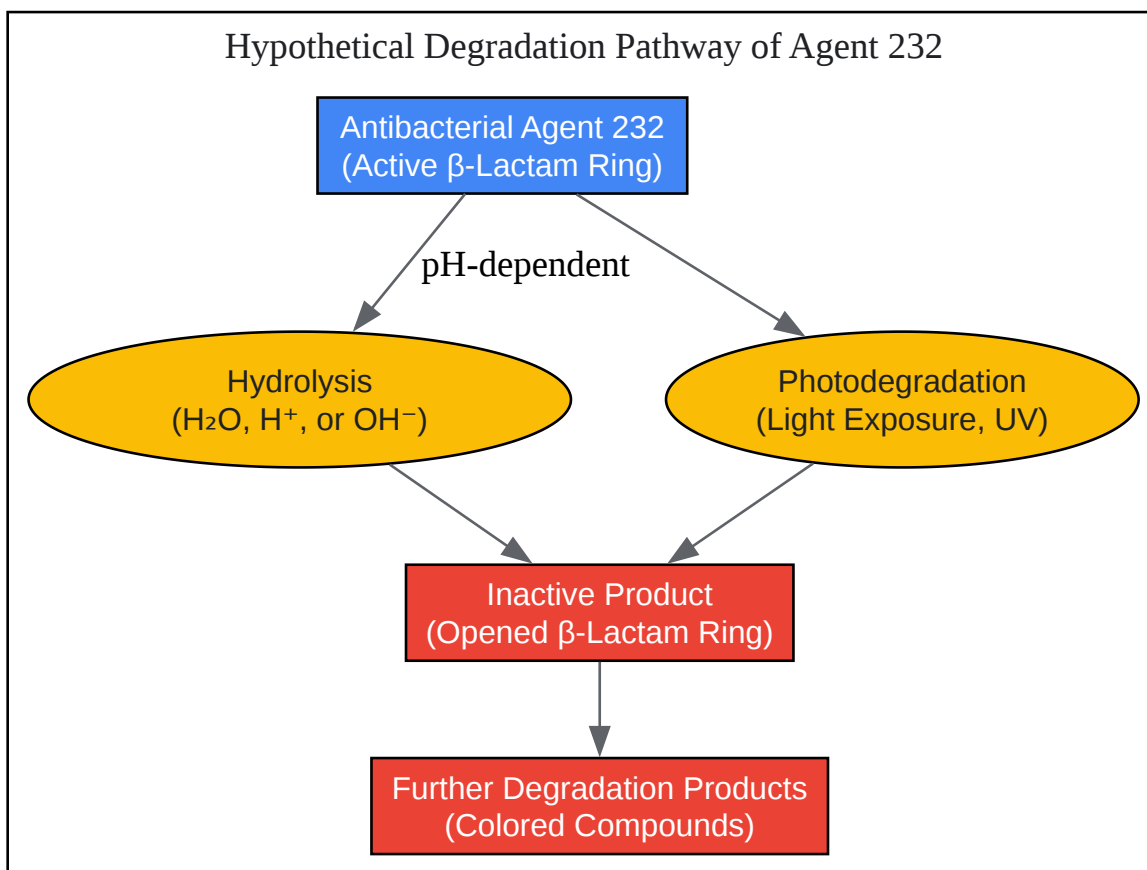 Hypothetical Degradation Pathway of Agent 232
Antibacterial Agent 232
(Active β-Lactam Ring)
pH-dependent
Hydrolysis
(H₂O, H⁺, or OH⁻)
Photodegradation
(Light Exposure, UV)
Inactive Product
(Opened β-Lactam Ring)
Further Degradation Products
(Colored Compounds)